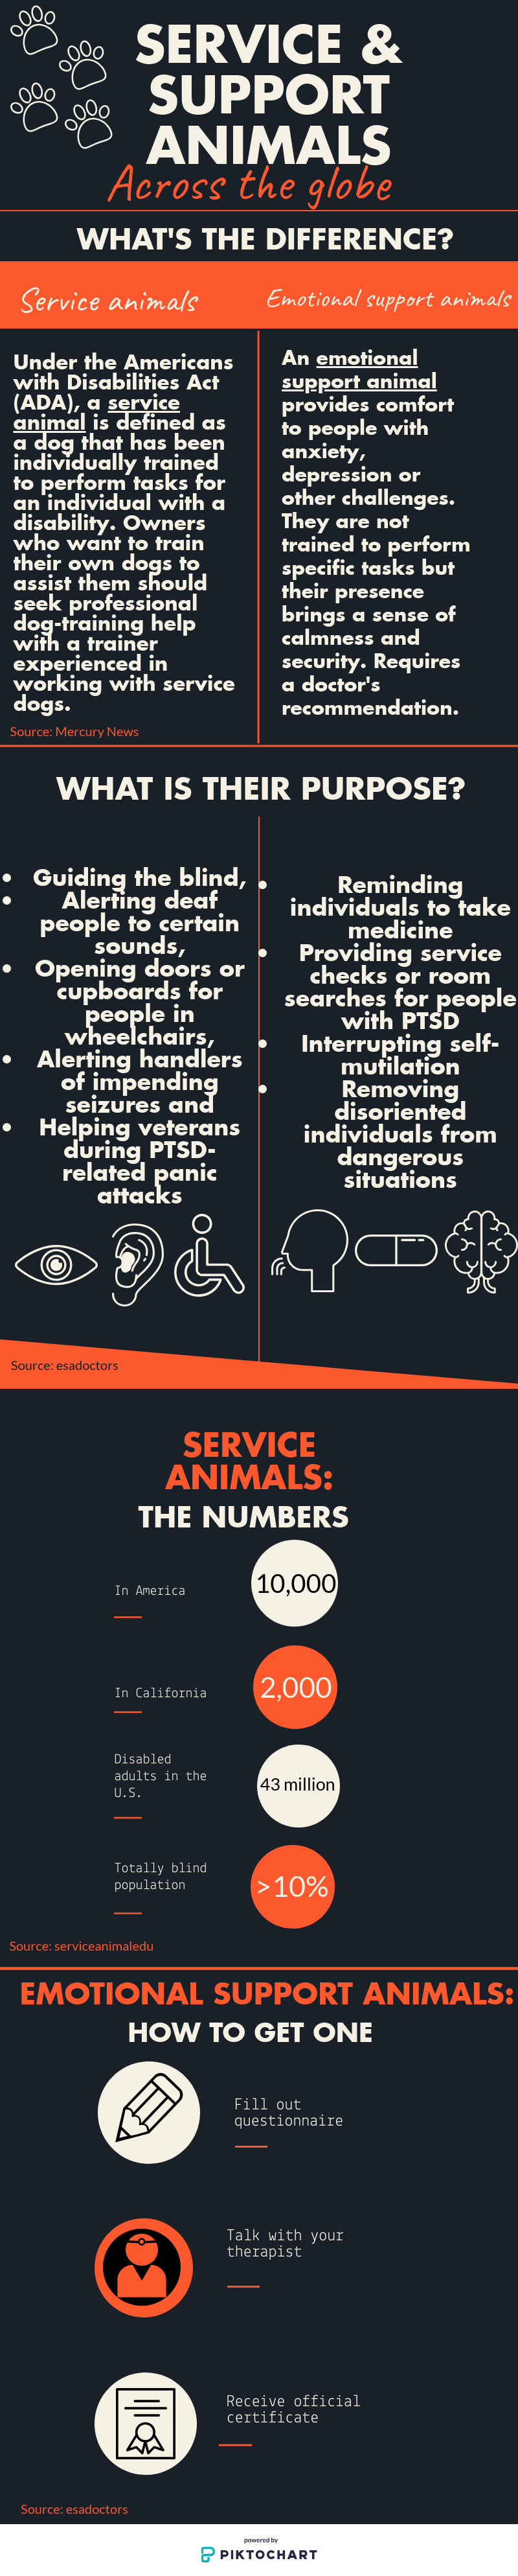 SERVICE &
SUPPORT
ANIMALS
Across the globe
WHAT'S THE DIFFERENCE?
Service animals
Emotional support animals
Under the Americans
with Disabilities Act
(ADA), a service
animal is defined as
a dog that has been
individually trained
to perform tasks for
an individual with a
disability. Owners
who want to train
their own dogs to
assist them should
seek professional
dog-training help
with a trainer
experienced in
working with service
dogs.
Source: Mercury News
An emotional
support animal
provides comfort
to people with
anxiety,
depression or
other challenges.
They are not
trained to perform
specific tasks but
their presence
brings a sense of
calmness and
security. Requires
a doctor's
recommendation.
WHAT IS THEIR PURPOSE?
• Guiding the blind,
• Alerting deaf
people to certain
sounds,
• Opening doors or
cupboards for
people in
wheelchairs,
• Alerting handlers
of impending
seizures and
• Helping veterans
during PTSD-
related panic
attacks
• Reminding
individuals to take
medicine
• Providing service
checks or room
searches for people
with PTSD
• Interrupting self-
mutilation
• Removing
disoriented
individuals from
dangerous
situations
Source: esadoctors
SERVICE
ANIMALS:
THE NUMBERS
In America
10,000
In California
2,000
Disabled
adults in the
U.S.
43 million
Totally blind
population
>10%
Source: serviceanimaledu
EMOTIONAL SUPPORT ANIMALS:
HOW TO GET ONE
Fill out
questionnaire
Talk with your
therapist
Receive official
certificate
Source: esadoctors
powered by
PIKTOCHART